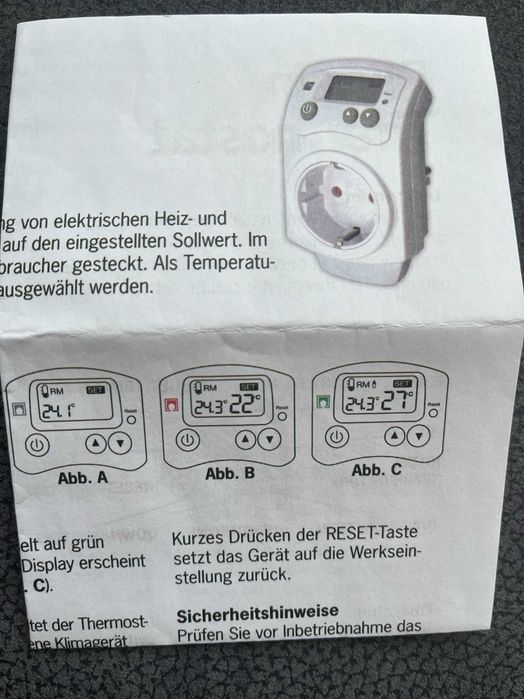 ng von elektrischen Heiz- und
auf den eingestellten Sollwert. Im
braucher gesteckt. Als Temperatu-
ausgewählt werden.
RM SET
24.1°
Reset
Abb. A
RM SET
24.3° 22°C
Reset
Abb. B
RM SET
24.3° 27°C
Reset
Abb. C
elt auf grün
Display erscheint
. C).
tet der Thermost-
ene Klimagerät
Kurzes Drücken der RESET-Taste
setzt das Gerät auf die Werksein-
stellung zurück.
Sicherheitshinweise
Prüfen Sie vor Inbetriebnahme das